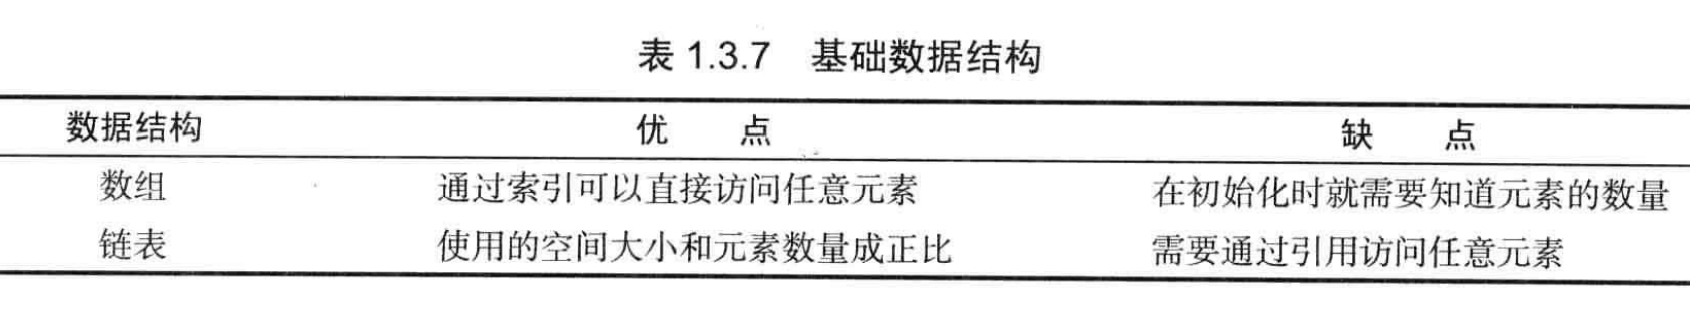 表 1.3.7 基础数据结构
数据结构 优 点 缺 点
数组 通过索引可以直接访问任意元素 在初始化时就需要知道元素的数量
链表 使用的空间大小和元素数量成正比 需要通过引用访问任意元素